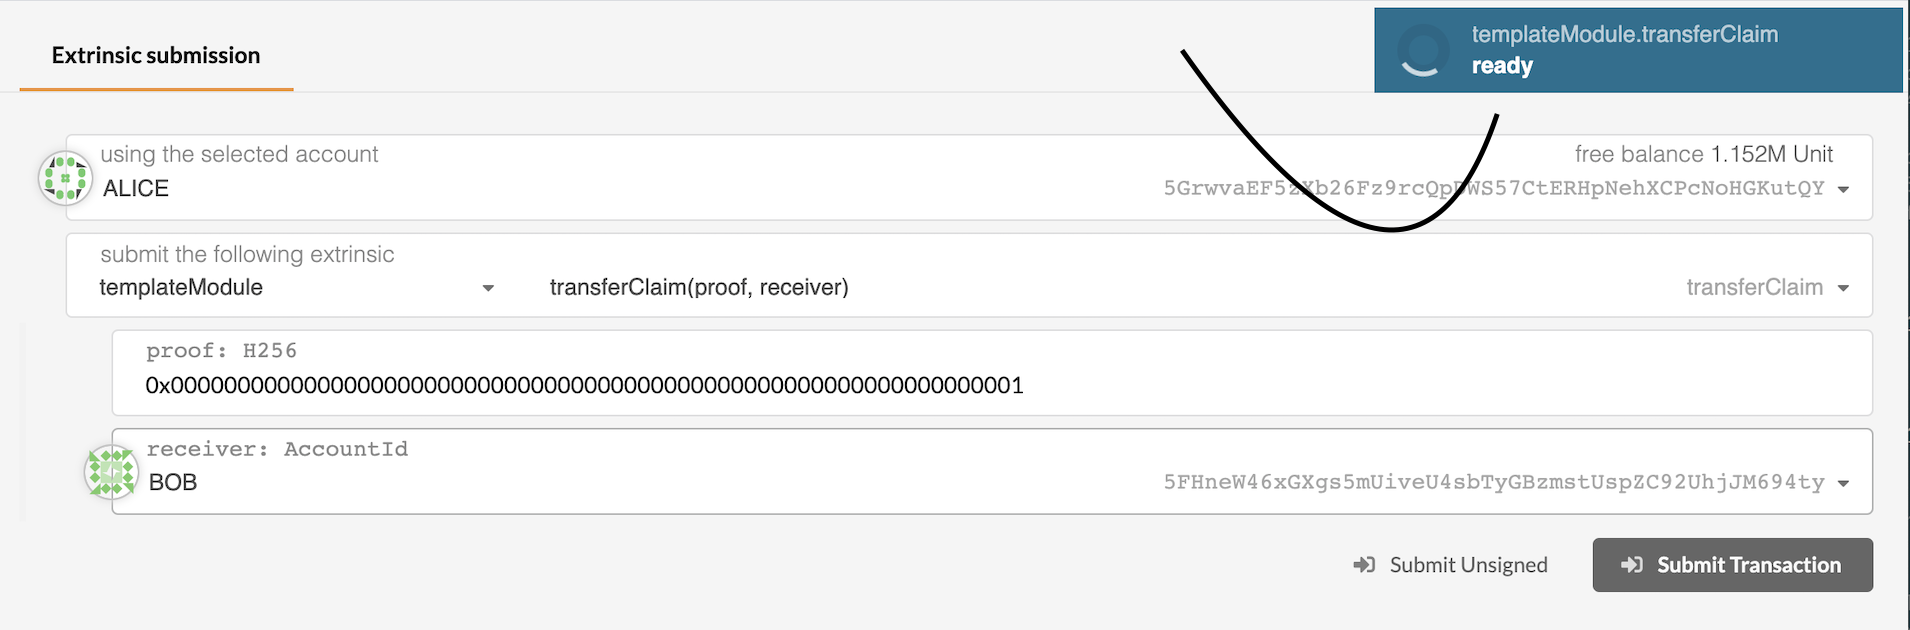 Extrinsic submission
templateModule.transferClaim
ready
using the selected account
free balance 1.152M Unit
ALICE
5GrwvaEF5zXb26Fz9rcQpDWS57CtERHpNehXCPcNoHGKutQY
submit the following extrinsic
templateModule
transferClaim(proof, receiver)
transferClaim
proof: H256
0x0000000000000000000000000000000000000000000000000000000000000001
receiver: AccountId
BOB
5FHneW46xGXgs5mUiveU4sbTyGBzmstUspZC92UhjJM694ty
Submit Unsigned
Submit Transaction